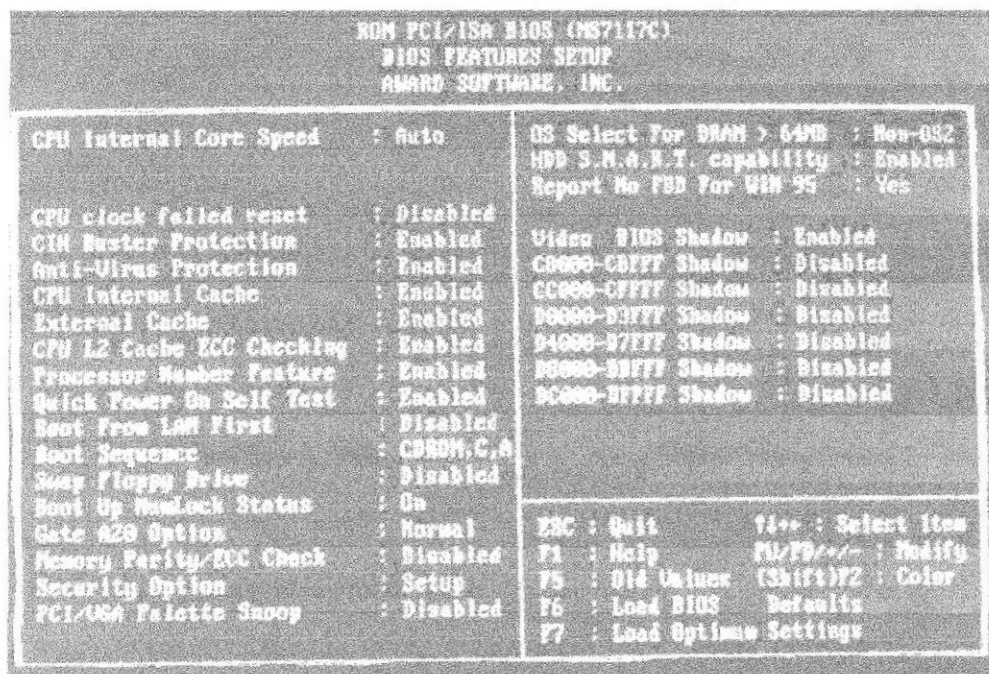 ROM PCI/ISA BIOS (MS7117C)
BIOS FEATURES SETUP
AWARD SOFTWARE, INC.
CPU Internal Core Speed : Auto
CPU clock failed reset : Disabled
CIH Buster Protection : Enabled
Anti-Virus Protection : Enabled
CPU Internal Cache : Enabled
External Cache : Enabled
CPU L2 Cache ECC Checking : Enabled
Processor Number Feature : Enabled
Quick Power On Self Test : Enabled
Boot From LAN First : Disabled
Boot Sequence : CDROM,C,A
Swap Floppy Drive : Disabled
Boot Up NumLock Status : On
Gate A20 Option : Normal
Memory Parity/ECC Check : Disabled
Security Option : Setup
PCI/VGA Palette Snoop : Disabled
OS Select For DRAM > 64MB : Non-OS2
HDD S.M.A.R.T. capability : Enabled
Report No FDD For WIN 95 : Yes
Video BIOS Shadow : Enabled
C8000-CBFFF Shadow : Disabled
CC000-CFFFF Shadow : Disabled
D0000-D3FFF Shadow : Disabled
D4000-D7FFF Shadow : Disabled
D8000-DBFFF Shadow : Disabled
DC000-DFFFF Shadow : Disabled
ESC : Quit ↑↓→← : Select Item
F1 : Help PU/PD/+/- : Modify
F5 : Old Values (Shift)F2 : Color
F6 : Load BIOS Defaults
F7 : Load Optimum Settings